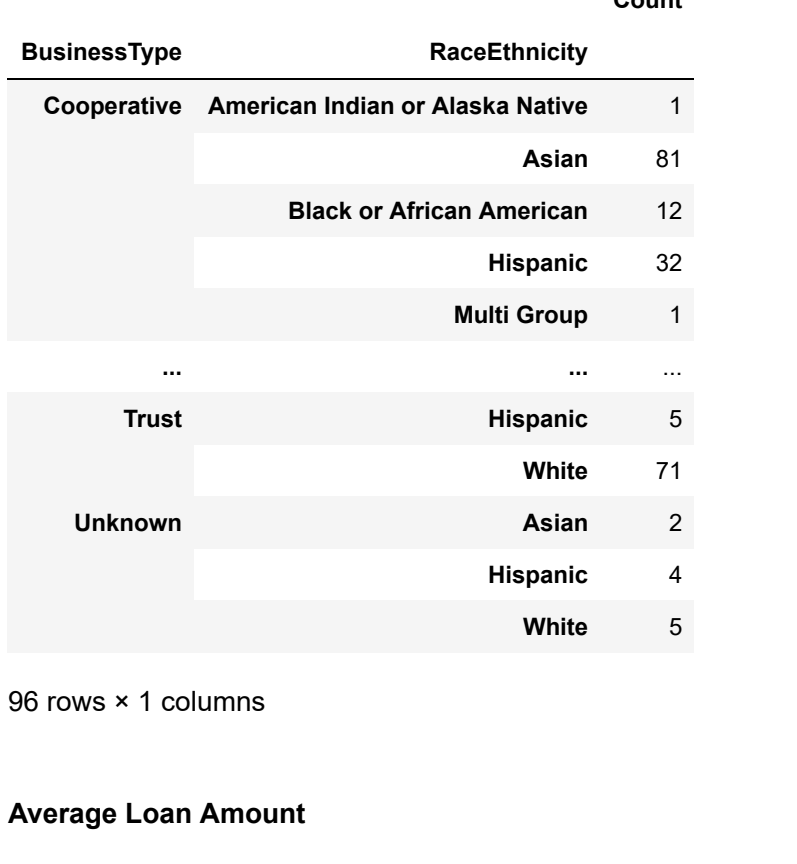 Count
BusinessType RaceEthnicity
Cooperative American Indian or Alaska Native 1
Asian 81
Black or African American 12
Hispanic 32
Multi Group 1
... ... ...
Trust Hispanic 5
White 71
Unknown Asian 2
Hispanic 4
White 5
96 rows × 1 columns
Average Loan Amount